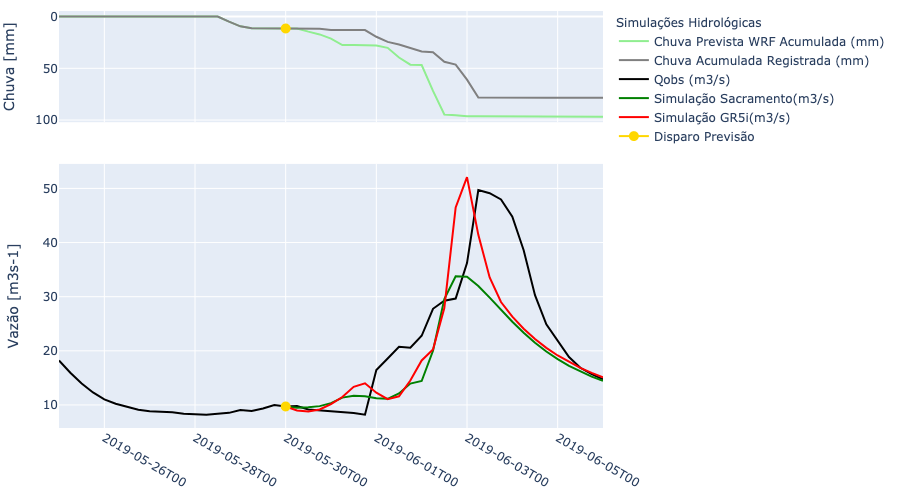 Simulações Hidrológicas
Chuva Prevista WRF Acumulada (mm)
Chuva Acumulada Registrada (mm)
Qobs (m3/s)
Simulação Sacramento(m3/s)
Simulação GR5i(m3/s)
Disparo Previsão
Chuva [mm]
0
50
100
Vazão [m3s-1]
50
40
30
20
10
2019-05-26T00
2019-05-28T00
2019-05-30T00
2019-06-01T00
2019-06-03T00
2019-06-05T00